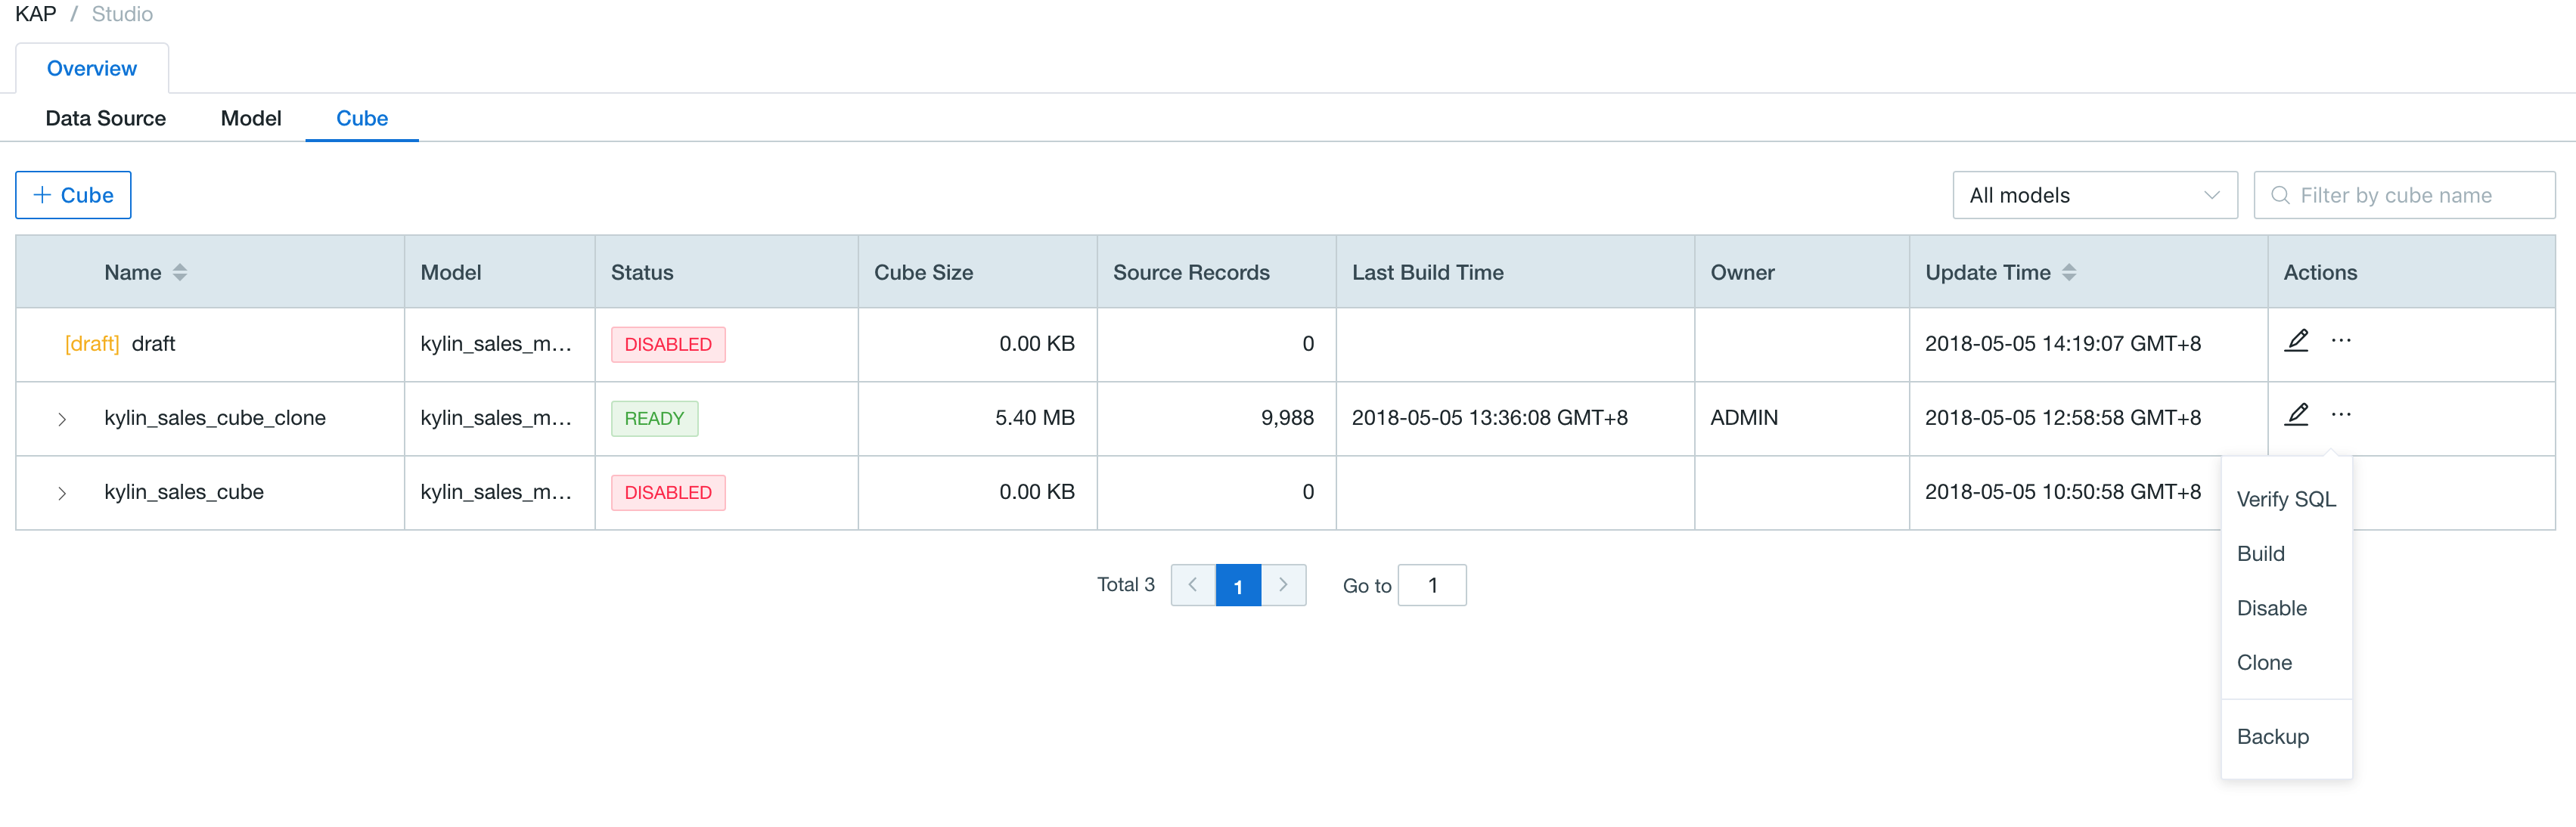 KAP / Studio
Overview
Data Source Model Cube
+ Cube All models Filter by cube name
Name Model Status Cube Size Source Records Last Build Time Owner Update Time Actions
[draft] draft kylin_sales_m... DISABLED 0.00 KB 0 2018-05-05 14:19:07 GMT+8 ...
kylin_sales_cube_clone kylin_sales_m... READY 5.40 MB 9,988 2018-05-05 13:36:08 GMT+8 ADMIN 2018-05-05 12:58:58 GMT+8 ...
kylin_sales_cube kylin_sales_m... DISABLED 0.00 KB 0 2018-05-05 10:50:58 GMT+8
Verify SQL
Build
Disable
Clone
Backup
Total 3 < 1 > Go to 1